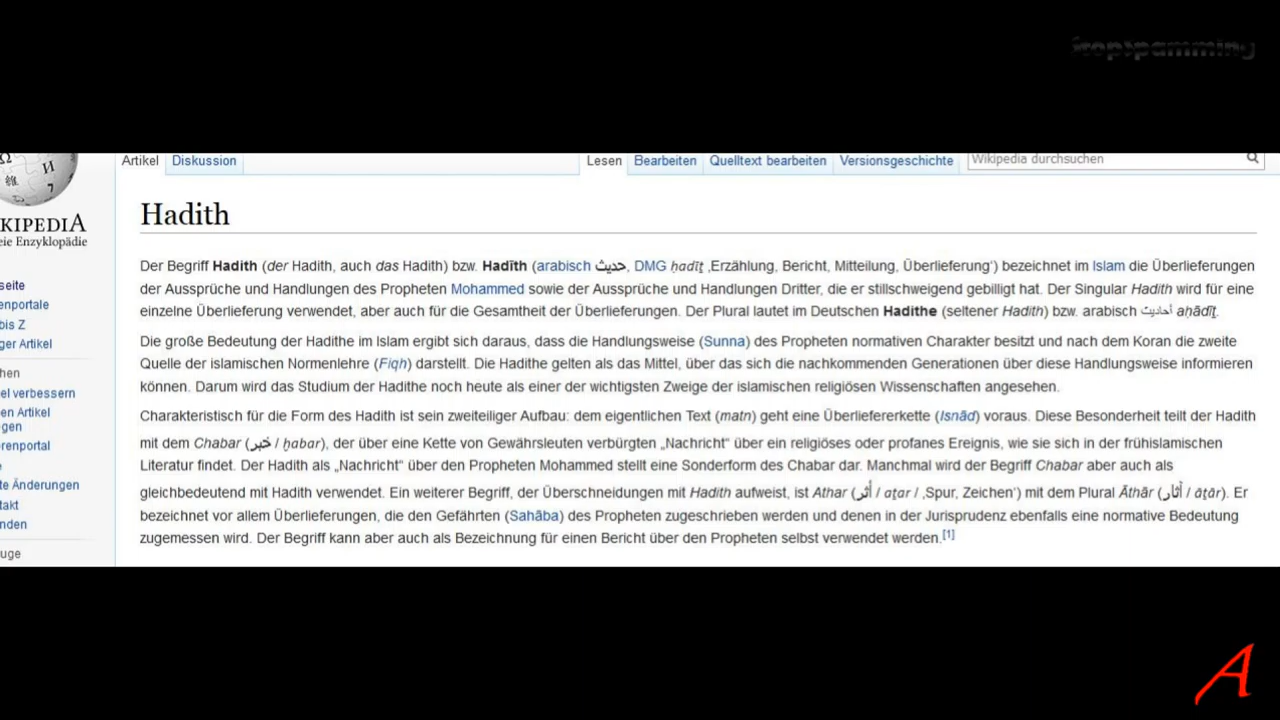 stopspamming
Artikel Diskussion Lesen Bearbeiten Quelltext bearbeiten Versionsgeschichte Wikipedia durchsuchen
Ω И 維 7
KIPEDIA
eie Enzyklopädie
Hadith
Der Begriff Hadith (der Hadith, auch das Hadith) bzw. Hadīth (arabisch حديث, DMG ḥadīṯ ‚Erzählung, Bericht, Mitteilung, Überlieferung‘) bezeichnet im Islam die Überlieferungen
der Aussprüche und Handlungen des Propheten Mohammed sowie der Aussprüche und Handlungen Dritter, die er stillschweigend gebilligt hat. Der Singular Hadith wird für eine
einzelne Überlieferung verwendet, aber auch für die Gesamtheit der Überlieferungen. Der Plural lautet im Deutschen Hadithe (seltener Hadith) bzw. arabisch أحاديث aḥādīṯ.
Die große Bedeutung der Hadithe im Islam ergibt sich daraus, dass die Handlungsweise (Sunna) des Propheten normativen Charakter besitzt und nach dem Koran die zweite
Quelle der islamischen Normenlehre (Fiqh) darstellt. Die Hadithe gelten als das Mittel, über das sich die nachkommenden Generationen über diese Handlungsweise informieren
können. Darum wird das Studium der Hadithe noch heute als einer der wichtigsten Zweige der islamischen religiösen Wissenschaften angesehen.
Charakteristisch für die Form des Hadith ist sein zweiteiliger Aufbau: dem eigentlichen Text (matn) geht eine Überliefererkette (Isnād) voraus. Diese Besonderheit teilt der Hadith
mit dem Chabar (خبر / ḫabar), der über eine Kette von Gewährsleuten verbürgten „Nachricht“ über ein religiöses oder profanes Ereignis, wie sie sich in der frühislamischen
Literatur findet. Der Hadith als „Nachricht“ über den Propheten Mohammed stellt eine Sonderform des Chabar dar. Manchmal wird der Begriff Chabar aber auch als
gleichbedeutend mit Hadith verwendet. Ein weiterer Begriff, der Überschneidungen mit Hadith aufweist, ist Athar (أثر / aṯar / ‚Spur, Zeichen‘) mit dem Plural Āthār (آثار / āṯār). Er
bezeichnet vor allem Überlieferungen, die den Gefährten (Sahāba) des Propheten zugeschrieben werden und denen in der Jurisprudenz ebenfalls eine normative Bedeutung
zugemessen wird. Der Begriff kann aber auch als Bezeichnung für einen Bericht über den Propheten selbst verwendet werden.[1]
seite
enportale
bis Z
ger Artikel
hen
el verbessern
en Artikel
gen
renportal
e
te Änderungen
takt
nden
uge
A